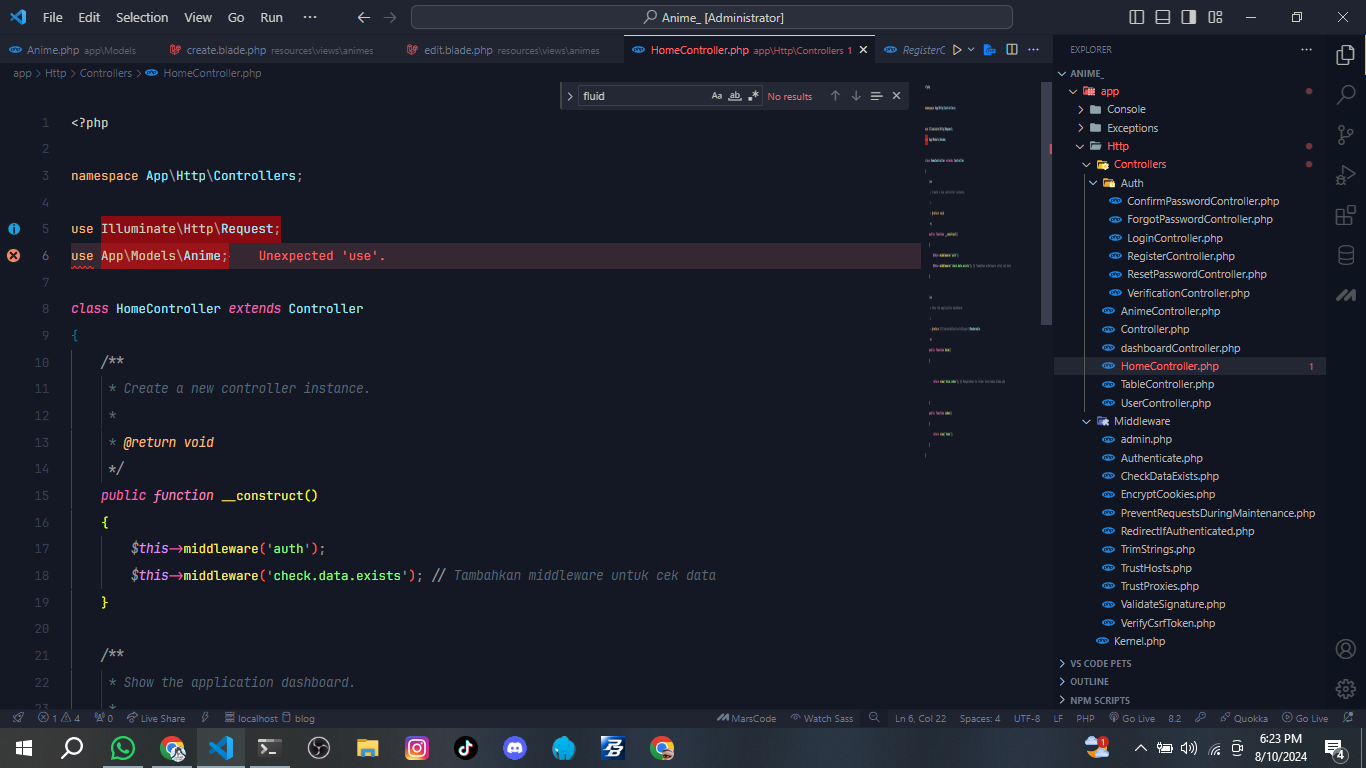 File Edit Selection View Go Run ··· Anime_ [Administrator]
Anime.php app\Models create.blade.php resources\views\animes edit.blade.php resources\views\animes HomeController.php app\Http\Controllers 1 RegisterC
app > Http > Controllers > HomeController.php
fluid Aa ab No results
1 <?php
2
3 namespace App\Http\Controllers;
4
5 use Illuminate\Http\Request;
6 use App\Models\Anime; Unexpected 'use'.
7
8 class HomeController extends Controller
9 {
10 /**
11 * Create a new controller instance.
12 *
13 * @return void
14 */
15 public function __construct()
16 {
17 $this->middleware('auth');
18 $this->middleware('check.data.exists'); // Tambahkan middleware untuk cek data
19 }
20
21 /**
22 * Show the application dashboard.
23 *
EXPLORER
ANIME_
app
Console
Exceptions
Http
Controllers
Auth
ConfirmPasswordController.php
ForgotPasswordController.php
LoginController.php
RegisterController.php
ResetPasswordController.php
VerificationController.php
AnimeController.php
Controller.php
dashboardController.php
HomeController.php 1
TableController.php
UserController.php
Middleware
admin.php
Authenticate.php
CheckDataExists.php
EncryptCookies.php
PreventRequestsDuringMaintenance.php
RedirectIfAuthenticated.php
TrimStrings.php
TrustHosts.php
TrustProxies.php
ValidateSignature.php
VerifyCsrfToken.php
Kernel.php
VS CODE PETS
OUTLINE
NPM SCRIPTS
1 4 0 Live Share localhost blog MarsCode Watch Sass Ln 6, Col 22 Spaces: 4 UTF-8 LF PHP Go Live 8.2 Quokka Go Live
1 6:23 PM
8/10/2024
4